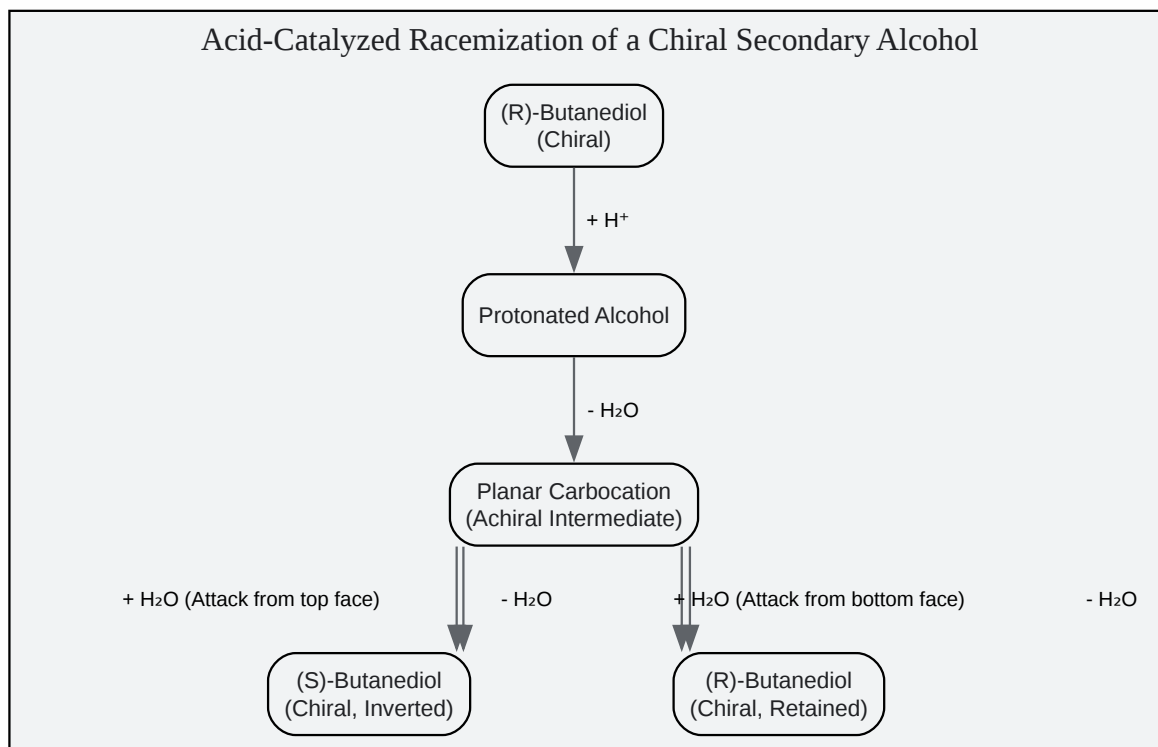 Acid-Catalyzed Racemization of a Chiral Secondary Alcohol
(R)-Butanediol
(Chiral)
+ H⁺
Protonated Alcohol
- H₂O
Planar Carbocation
(Achiral Intermediate)
+ H₂O (Attack from top face)
- H₂O
+ H₂O (Attack from bottom face)
- H₂O
(S)-Butanediol
(Chiral, Inverted)
(R)-Butanediol
(Chiral, Retained)